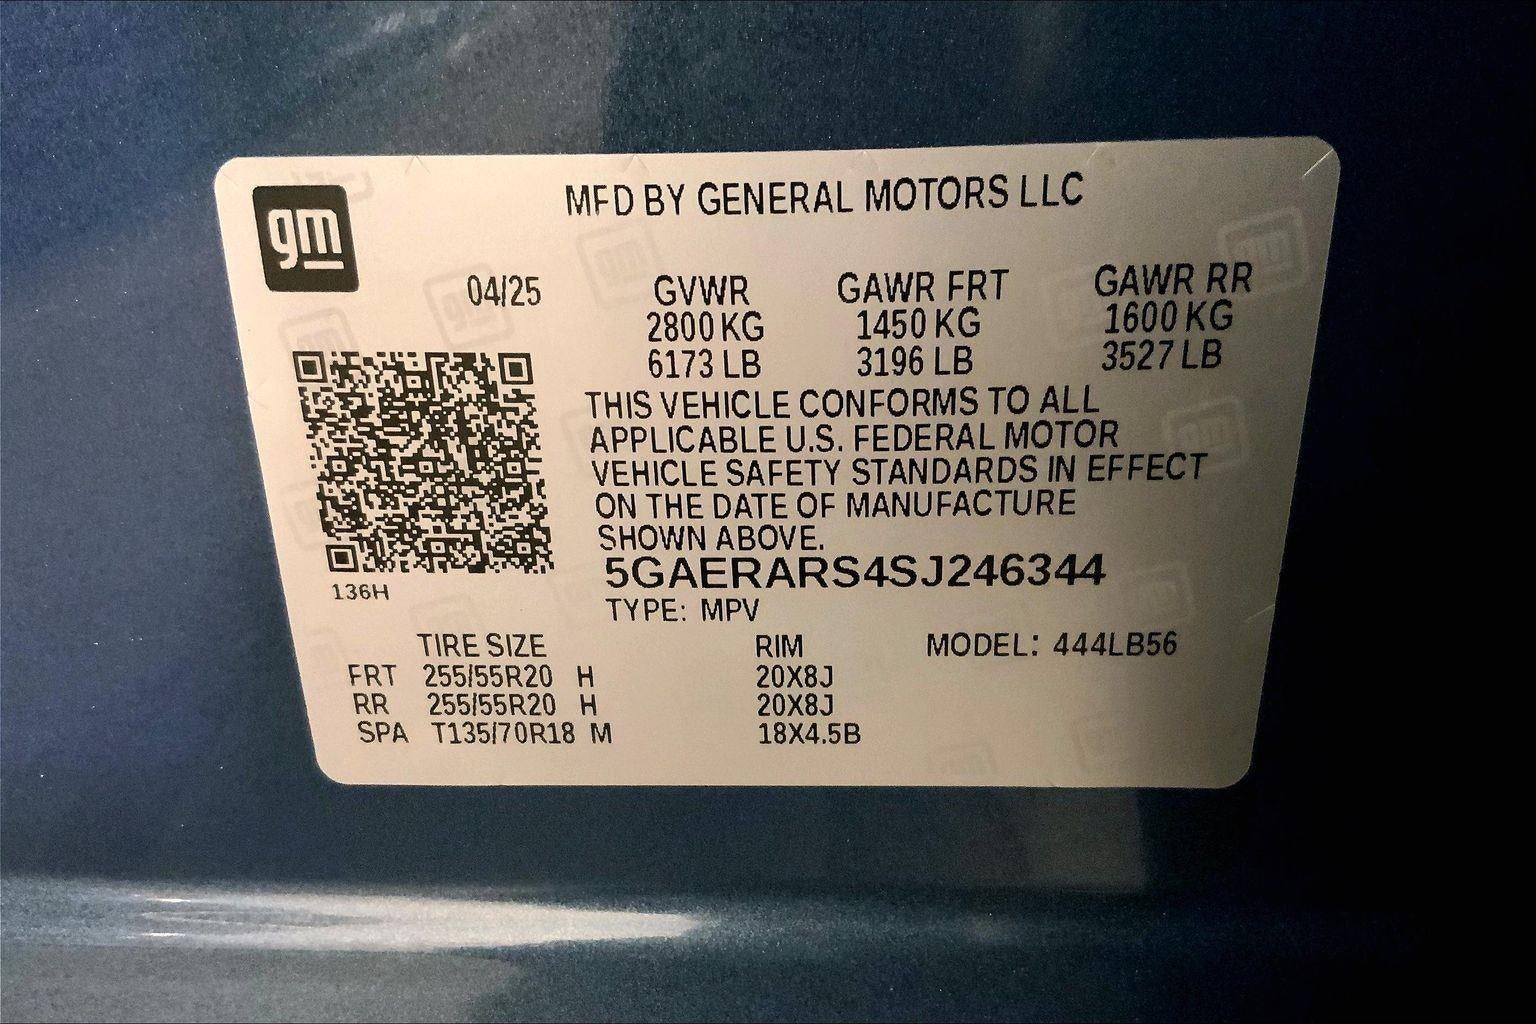 gm
MFD BY GENERAL MOTORS LLC
04/25 GVWR GAWR FRT GAWR RR
2800 KG 1450 KG 1600 KG
6173 LB 3196 LB 3527 LB
THIS VEHICLE CONFORMS TO ALL
APPLICABLE U.S. FEDERAL MOTOR
VEHICLE SAFETY STANDARDS IN EFFECT
ON THE DATE OF MANUFACTURE
SHOWN ABOVE.
5GAERARS4SJ246344
136H
TYPE: MPV
TIRE SIZE RIM MODEL: 444LB56
FRT 255/55R20 H 20X8J
RR 255/55R20 H 20X8J
SPA T135/70R18 M 18X4.5B